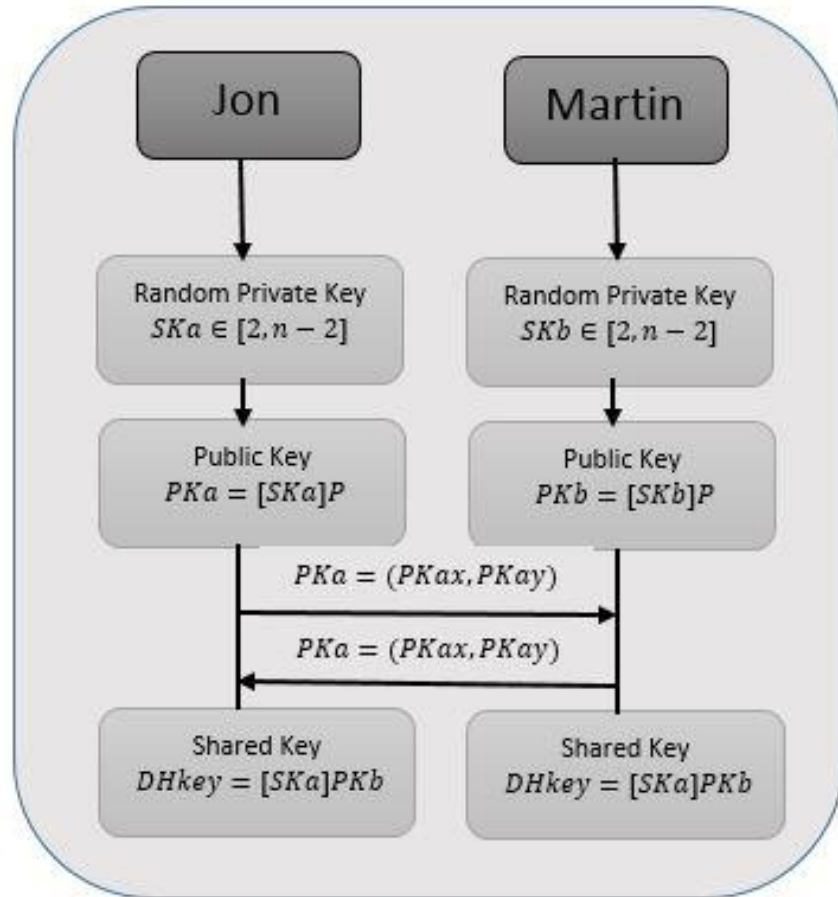 Jon
Martin
Random Private Key
SKa ∈ [2, n − 2]
Random Private Key
SKb ∈ [2, n − 2]
Public Key
PKa = [SKa]P
Public Key
PKb = [SKb]P
PKa = (PKax, PKay)
PKa = (PKax, PKay)
Shared Key
DHkey = [SKa]PKb
Shared Key
DHkey = [SKa]PKb